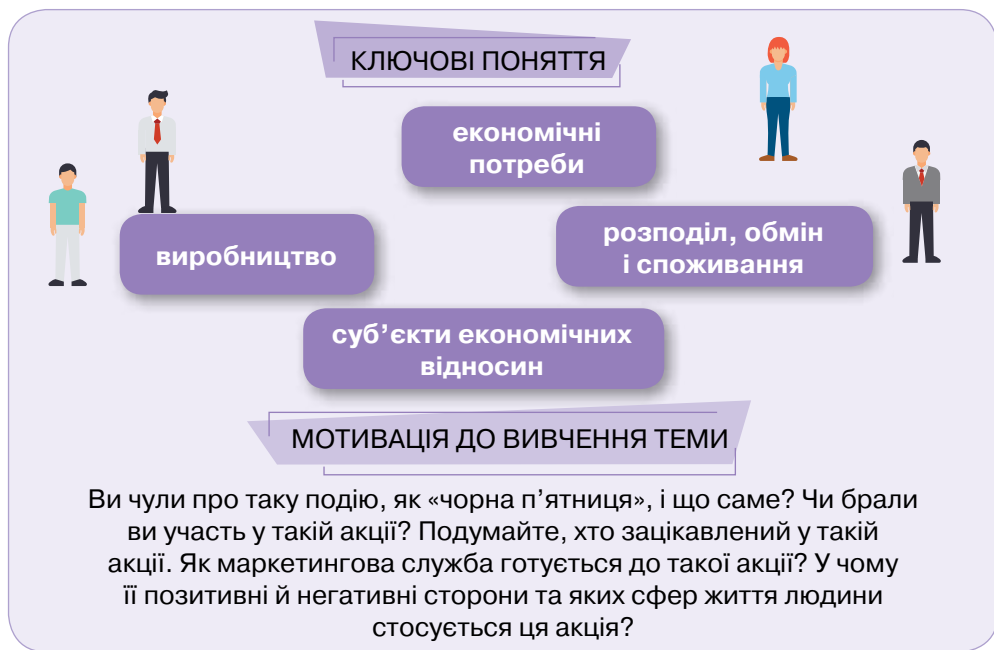 КЛЮЧОВІ ПОНЯТТЯ
економічні
потреби
виробництво
розподіл, обмін
і споживання
суб’єкти економічних
відносин
МОТИВАЦІЯ ДО ВИВЧЕННЯ ТЕМИ
Ви чули про таку подію, як «чорна п’ятниця», і що саме? Чи брали
ви участь у такій акції? Подумайте, хто зацікавлений у такій
акції. Як маркетингова служба готується до такої акції? У чому
її позитивні й негативні сторони та яких сфер життя людини
стосується ця акція?